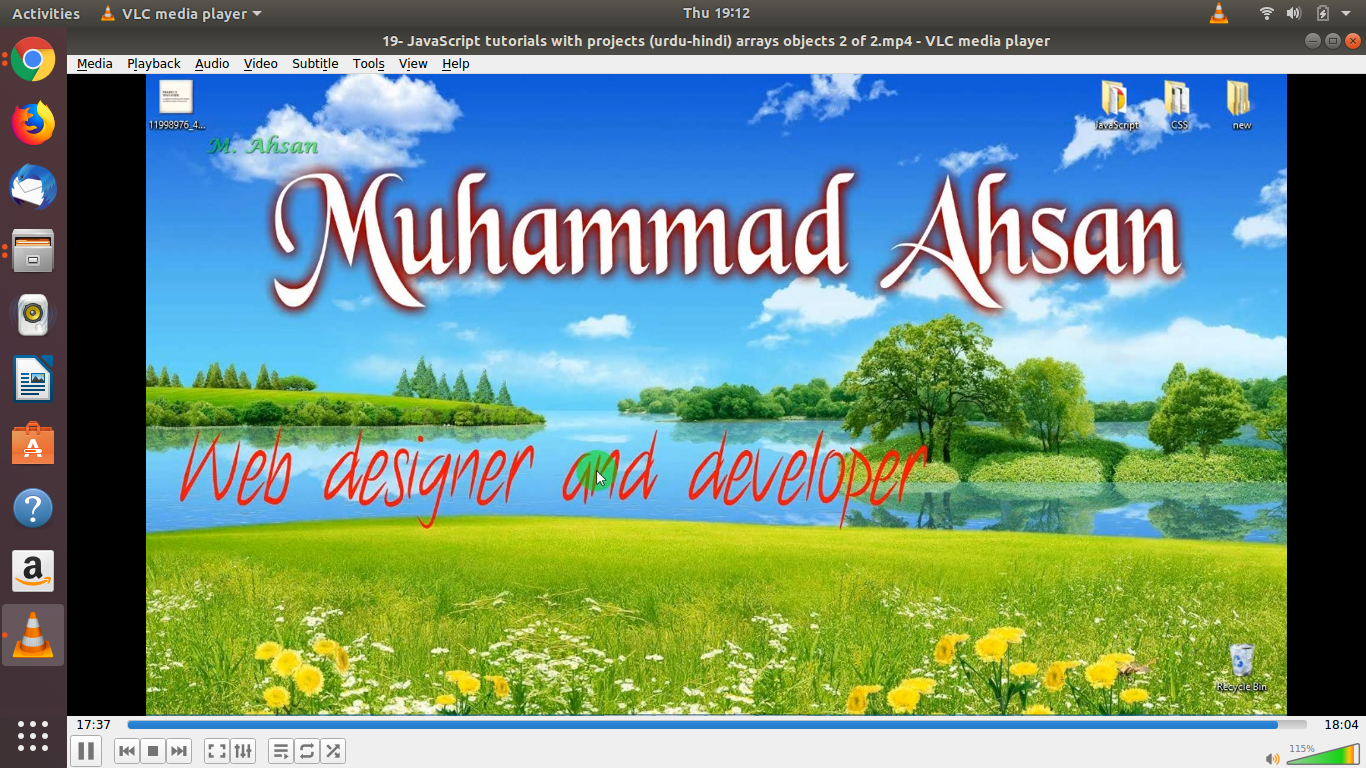 Activities VLC media player Thu 19:12
19- JavaScript tutorials with projects (urdu-hindi) arrays objects 2 of 2.mp4 - VLC media player
Media Playback Audio Video Subtitle Tools View Help
11998976_4... JavaScript CSS new
M. Ahsan
Muhammad Ahsan
Web designer and developer
Recycle Bin
17:37 18:04
115%